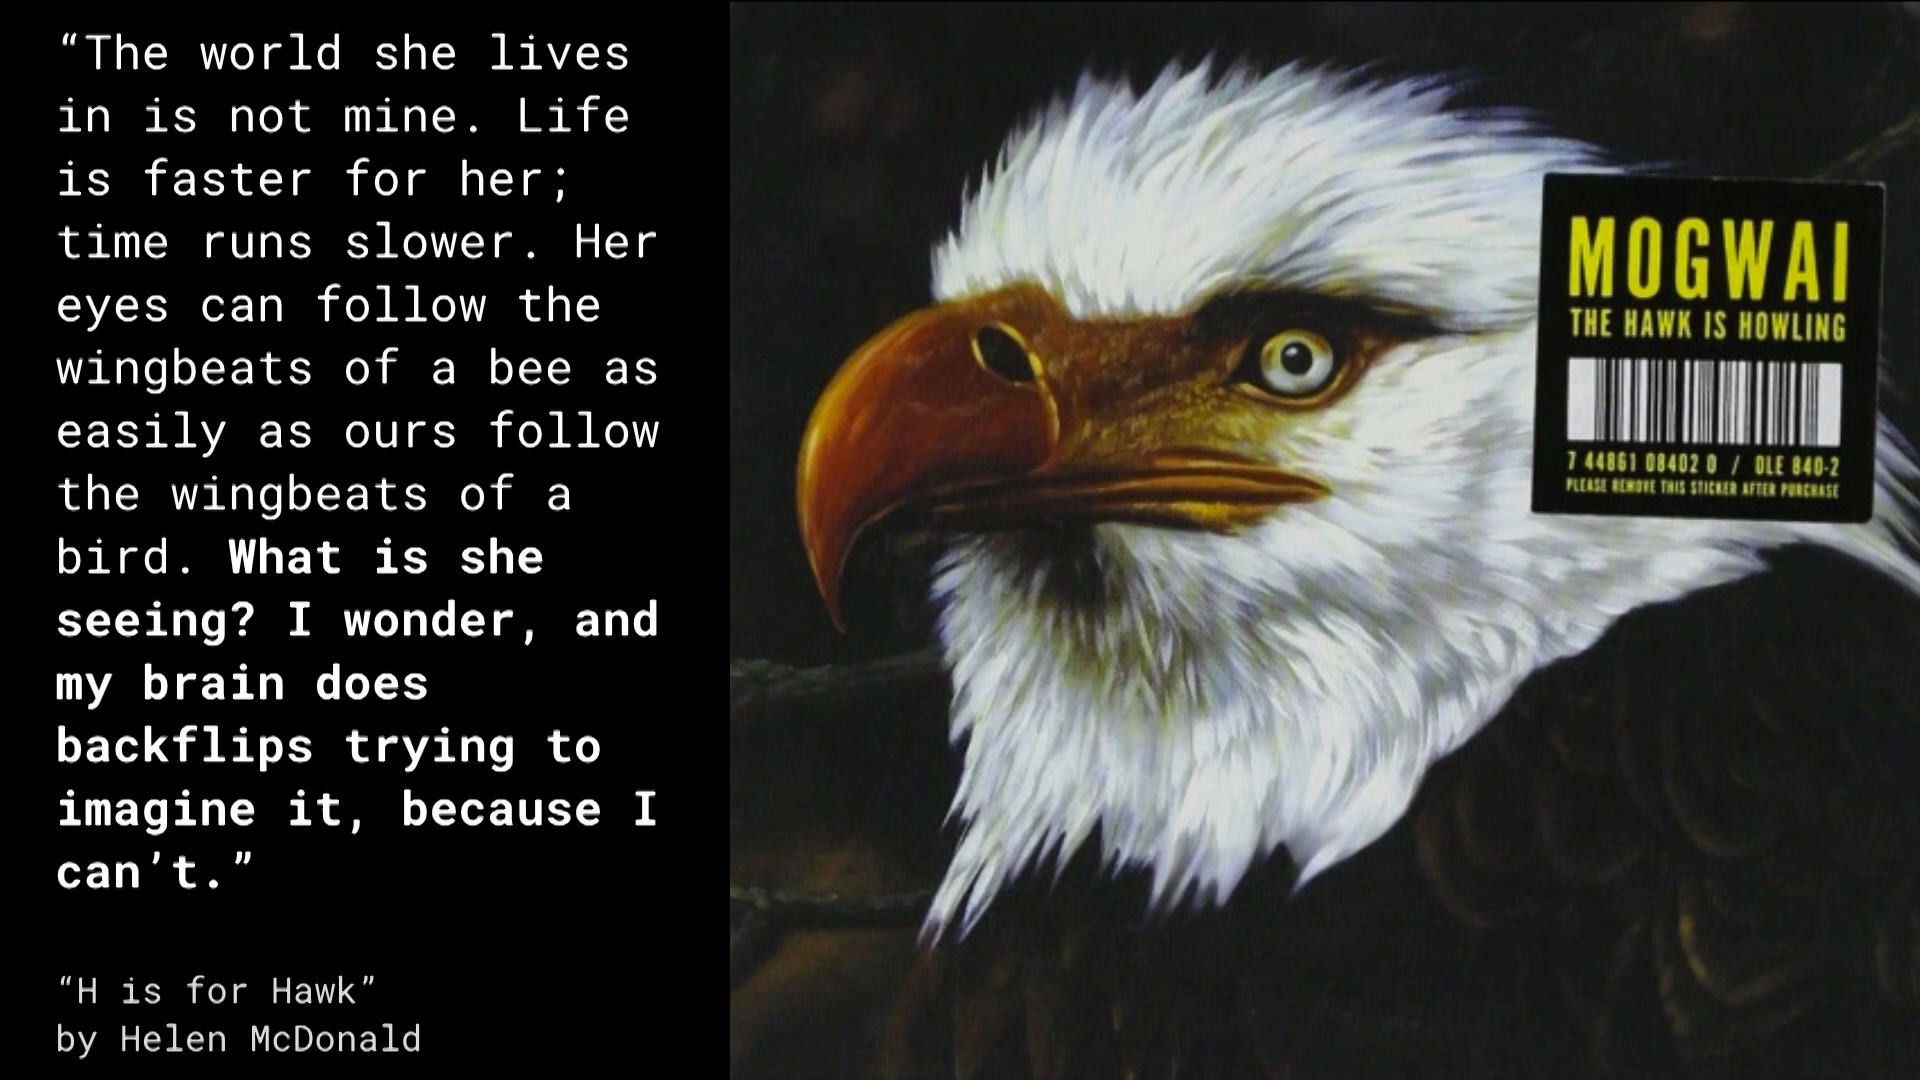 “The world she lives
in is not mine. Life
is faster for her;
time runs slower. Her
eyes can follow the
wingbeats of a bee as
easily as ours follow
the wingbeats of a
bird. What is she
seeing? I wonder, and
my brain does
backflips trying to
imagine it, because I
can’t.”
“H is for Hawk”
by Helen McDonald
MOGWAI
THE HAWK IS HOWLING
7 44861 08402 0 / OLE 840-2
PLEASE REMOVE THIS STICKER AFTER PURCHASE